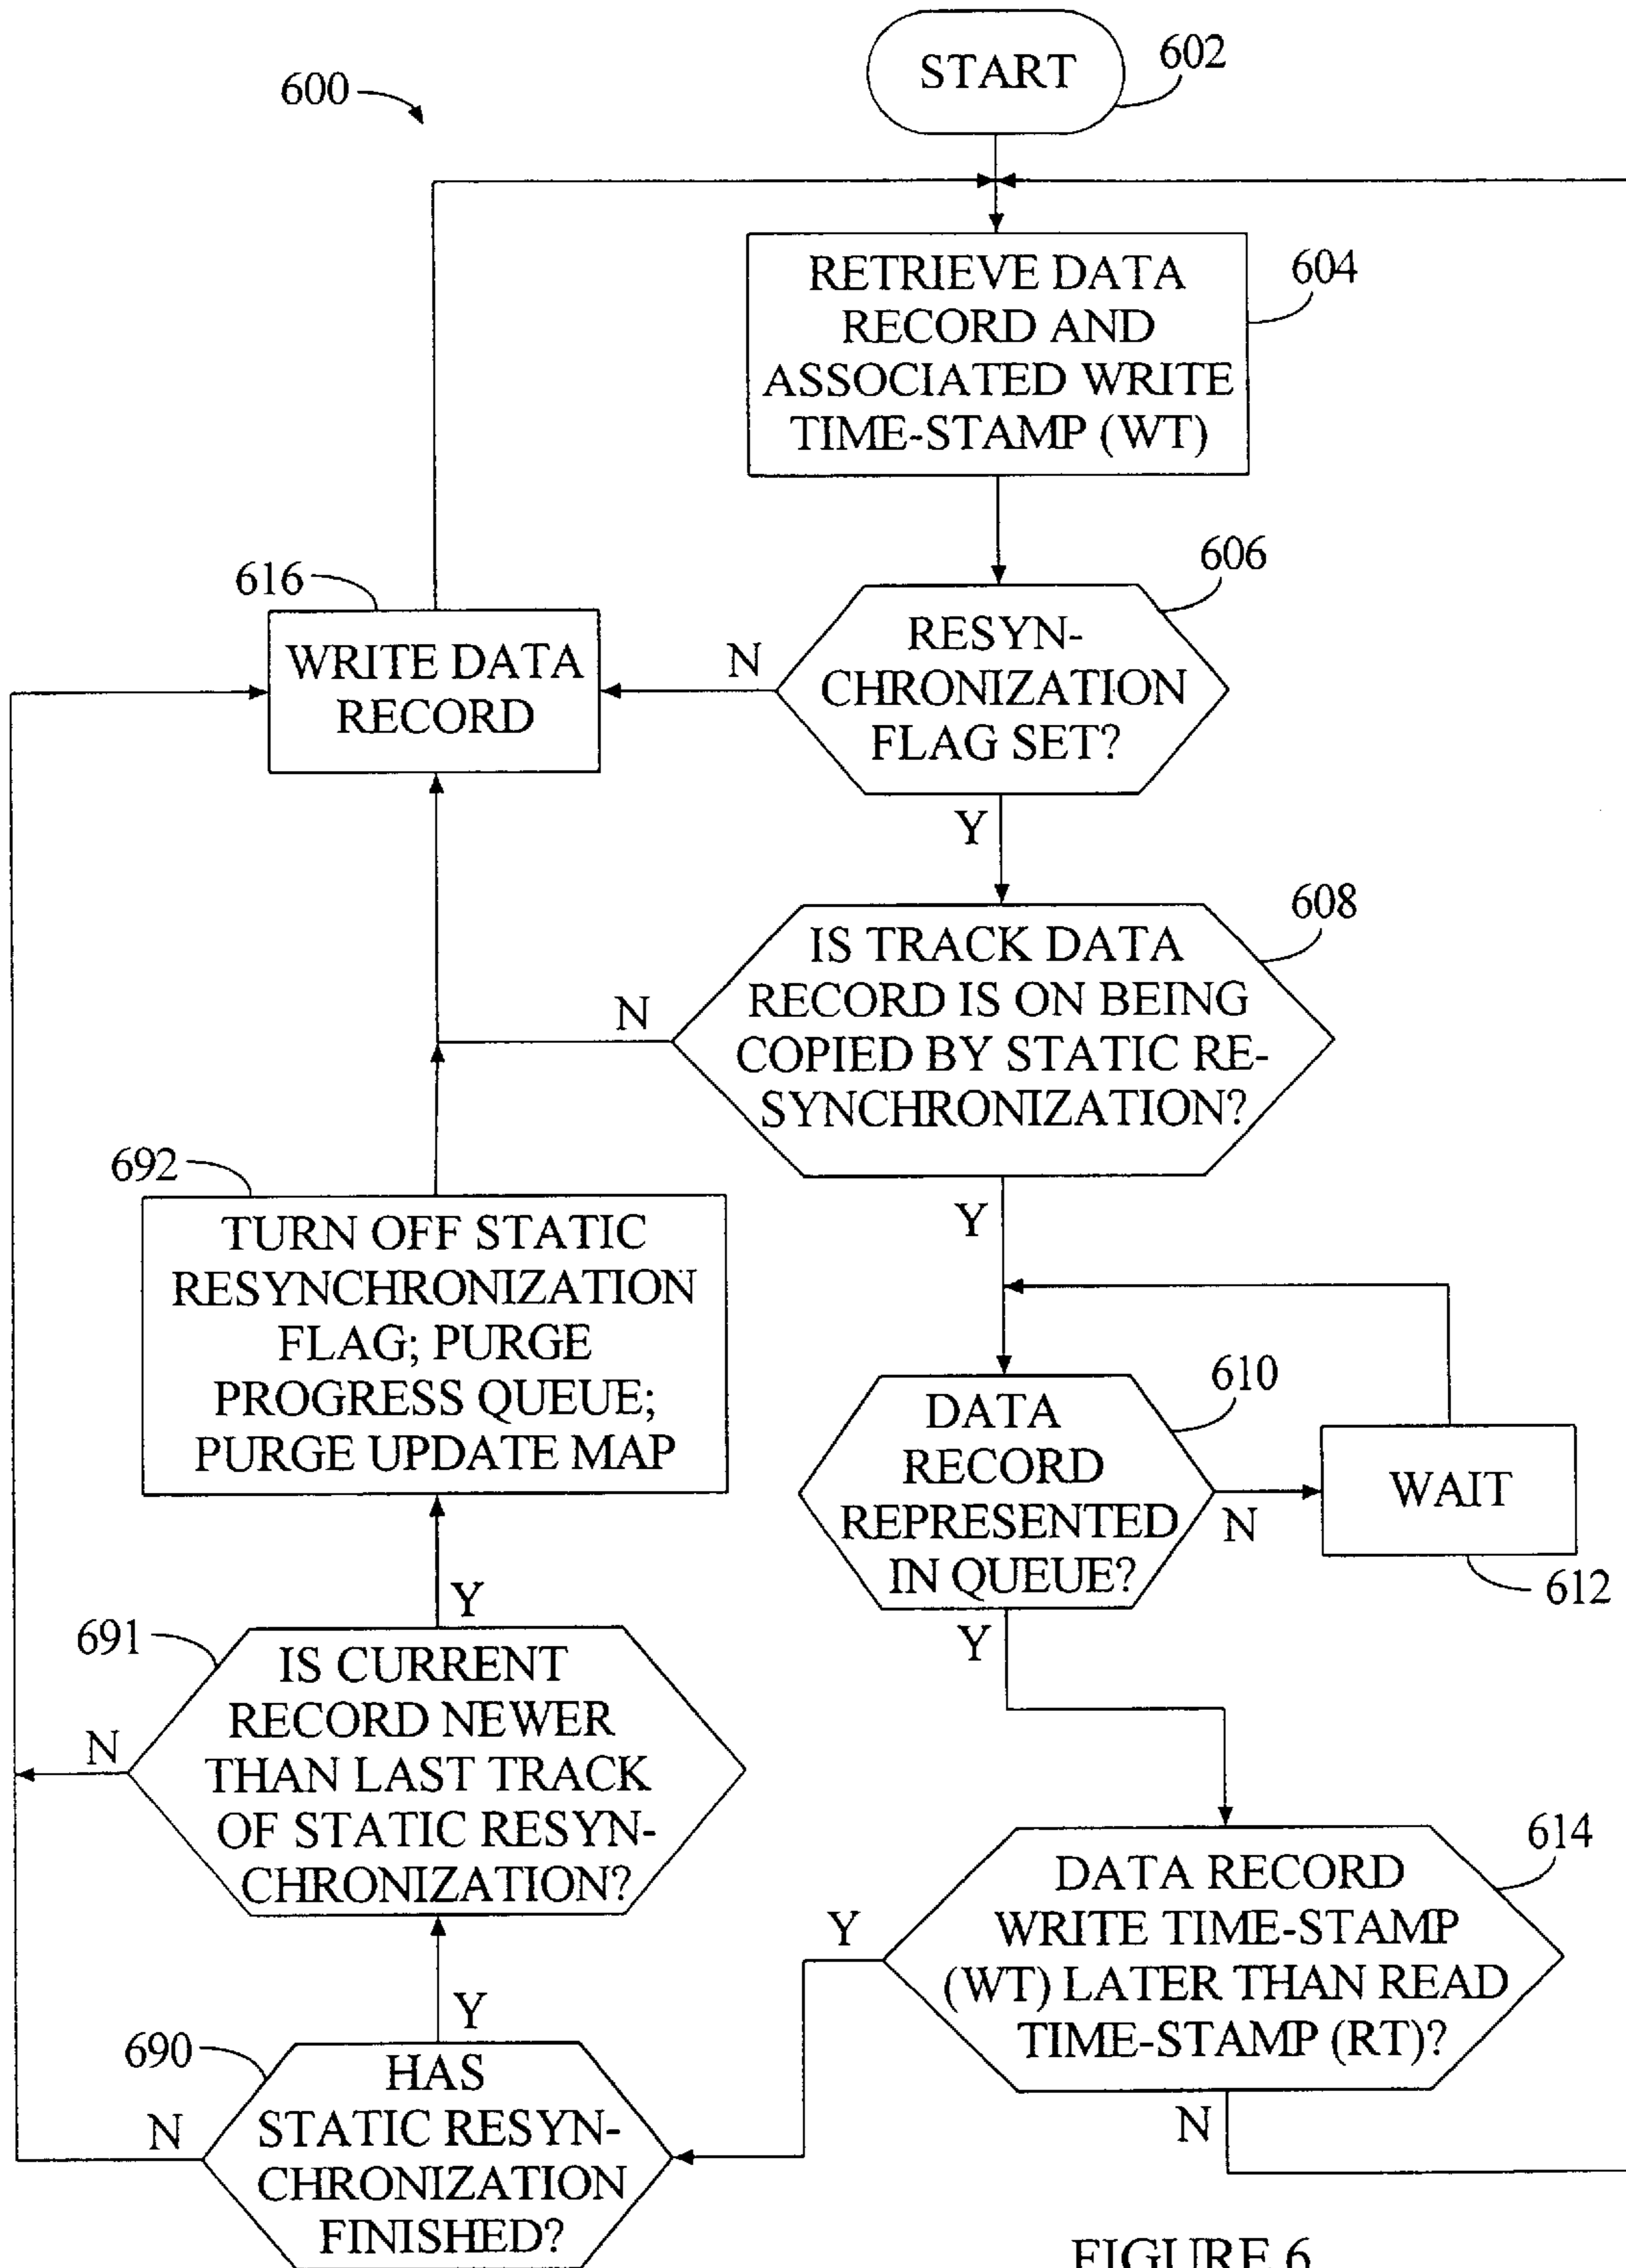 START
602
600
RETRIEVE DATA
RECORD AND
ASSOCIATED WRITE
TIME-STAMP (WT)
604
616
WRITE DATA
RECORD
N
RESYN-
CHRONIZATION
FLAG SET?
606
Y
IS TRACK DATA
RECORD IS ON BEING
COPIED BY STATIC RE-
SYNCHRONIZATION?
608
N
Y
692
TURN OFF STATIC
RESYNCHRONIZATION
FLAG; PURGE
PROGRESS QUEUE;
PURGE UPDATE MAP
DATA
RECORD
REPRESENTED
IN QUEUE?
610
N
WAIT
612
Y
Y
691
IS CURRENT
RECORD NEWER
THAN LAST TRACK
OF STATIC RESYN-
CHRONIZATION?
N
DATA RECORD
WRITE TIME-STAMP
(WT) LATER THAN READ
TIME-STAMP (RT)?
614
Y
N
Y
690
HAS
STATIC RESYN-
CHRONIZATION
FINISHED?
N
FIGURE 6